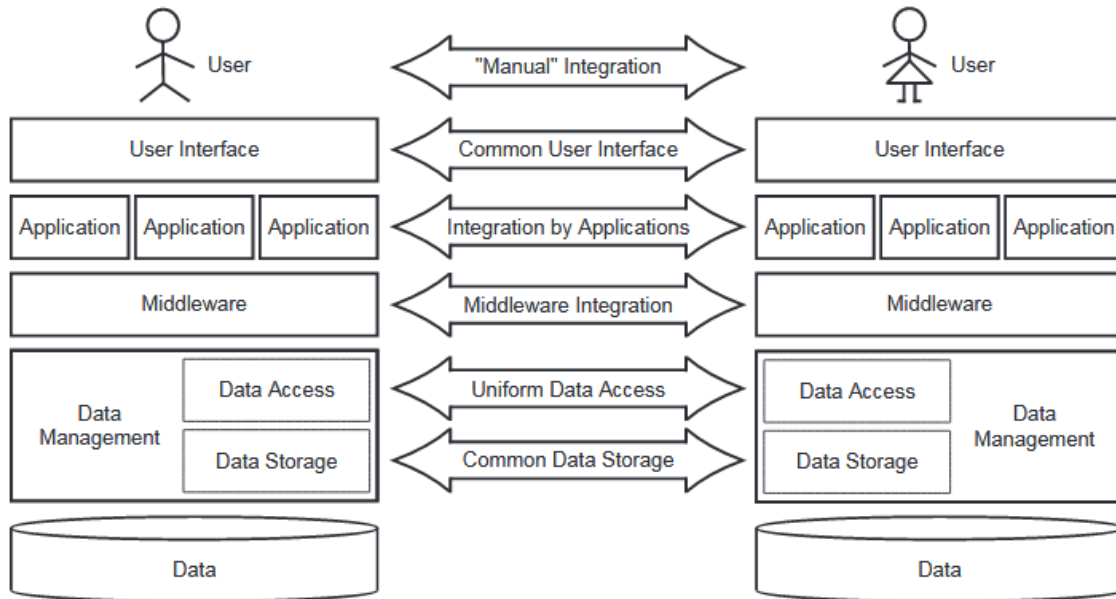 User
"Manual" Integration
User
User Interface
Common User Interface
User Interface
Application
Application
Application
Integration by Applications
Application
Application
Application
Middleware
Middleware Integration
Middleware
Data
Management
Data Access
Uniform Data Access
Data Access
Data Storage
Common Data Storage
Data Storage
Data
Management
Data
Data